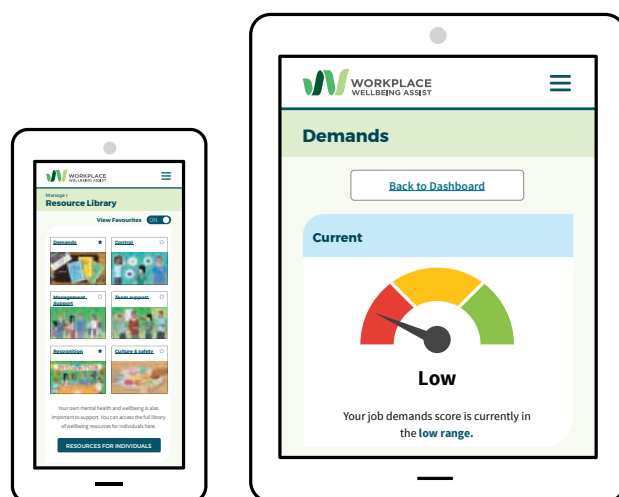 WORKPLACE
WELLBEING ASSIST
Manager
Resource Library
View Favourites ON
Demands
Control
Management
Support
Team support
Recognition
Culture & safety
Your own mental health and wellbeing is also
important to support. You can access the full library
of wellbeing resources for individuals here.
RESOURCES FOR INDIVIDUALS
WORKPLACE
WELLBEING ASSIST
Demands
Back to Dashboard
Current
Low
Your job demands score is currently in
the low range.